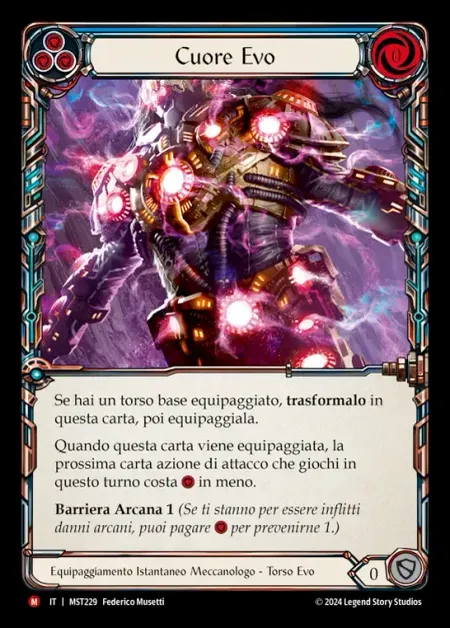 Cuore Evo
0
Se hai un torso base equipaggiato, trasformalo in
questa carta, poi equipaggiala.
Quando questa carta viene equipaggiata, la
prossima carta azione di attacco che giochi in
questo turno costa in meno.
Barriera Arcana 1 (Se ti stanno per essere inflitti
danni arcani, puoi pagare per prevenirne 1.)
Equipaggiamento Istantaneo Meccanologo - Torso Evo
0
M IT | MST229 Federico Musetti © 2024 Legend Story Studios